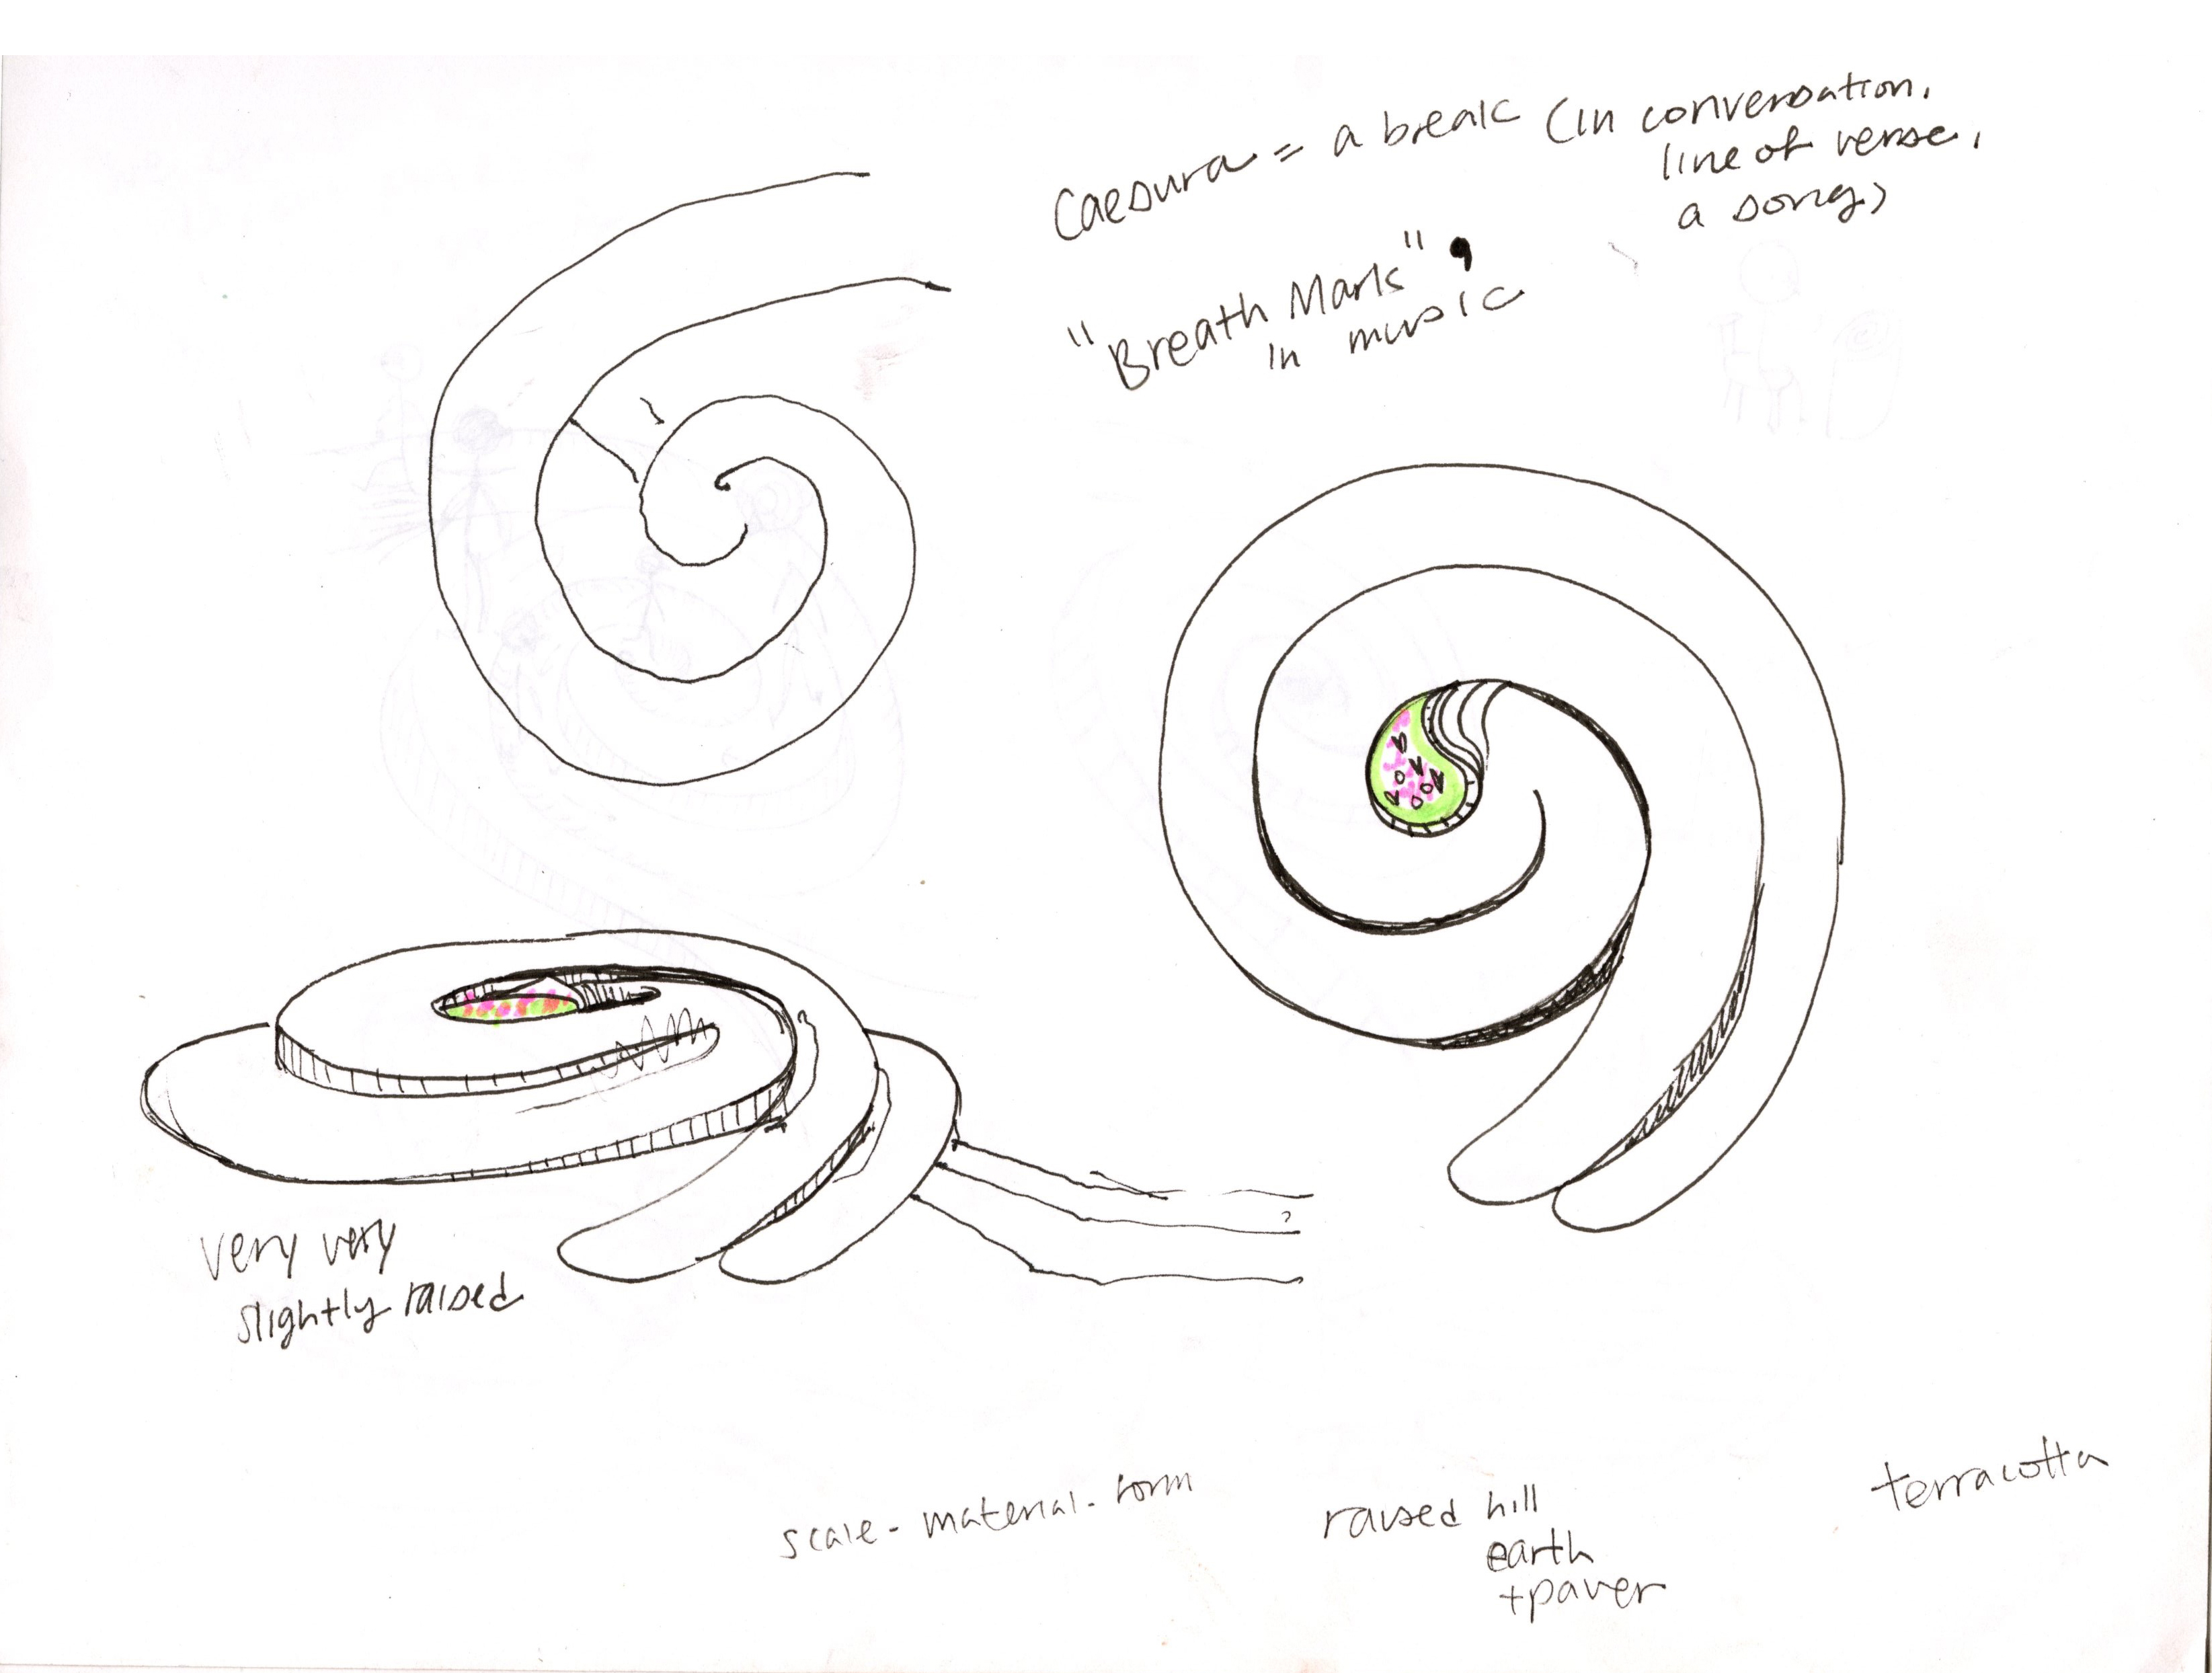 Caesura = a break (in conversation,
line of verse,
a song)
"Breath Mark" ,
in music
?
very very
slightly raised
scale - material - form
raised hill
earth
+paver
terracotta